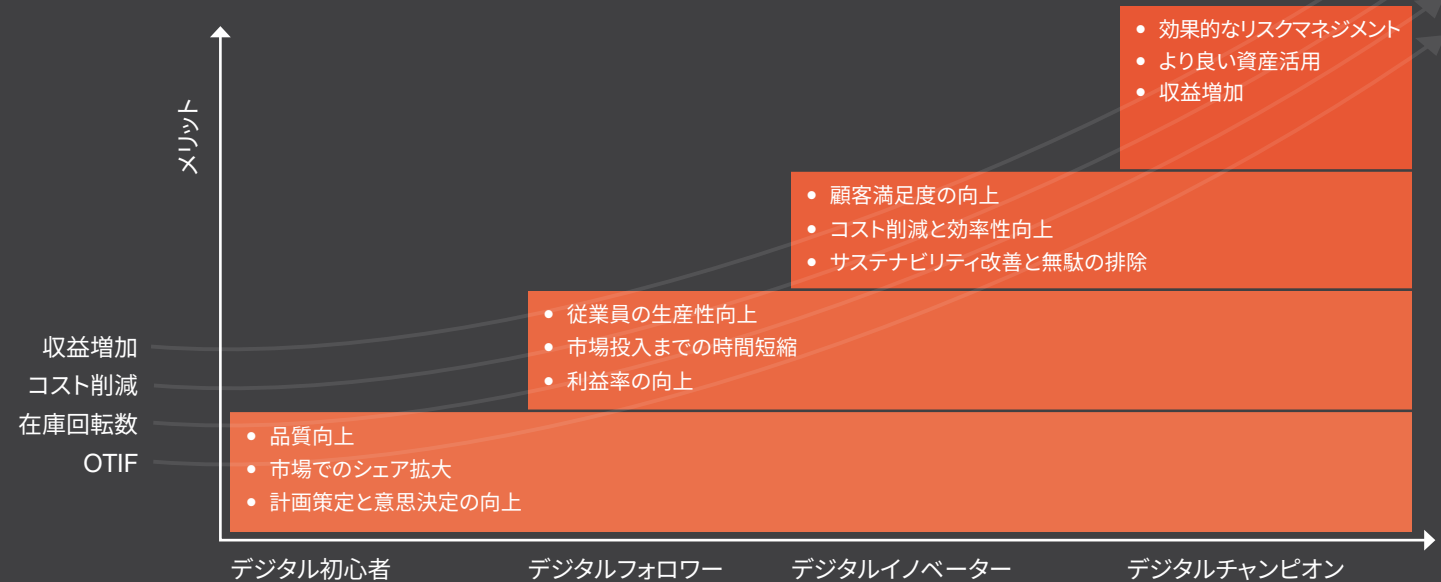 メリット
• 効果的なリスクマネジメント
• より良い資産活用
• 収益増加
• 顧客満足度の向上
• コスト削減と効率性向上
• サステナビリティ改善と無駄の排除
• 従業員の生産性向上
• 市場投入までの時間短縮
• 利益率の向上
• 品質向上
• 市場でのシェア拡大
• 計画策定と意思決定の向上
収益増加
コスト削減
在庫回転数
OTIF
デジタル初心者
デジタルフォロワー
デジタルイノベーター
デジタルチャンピオン